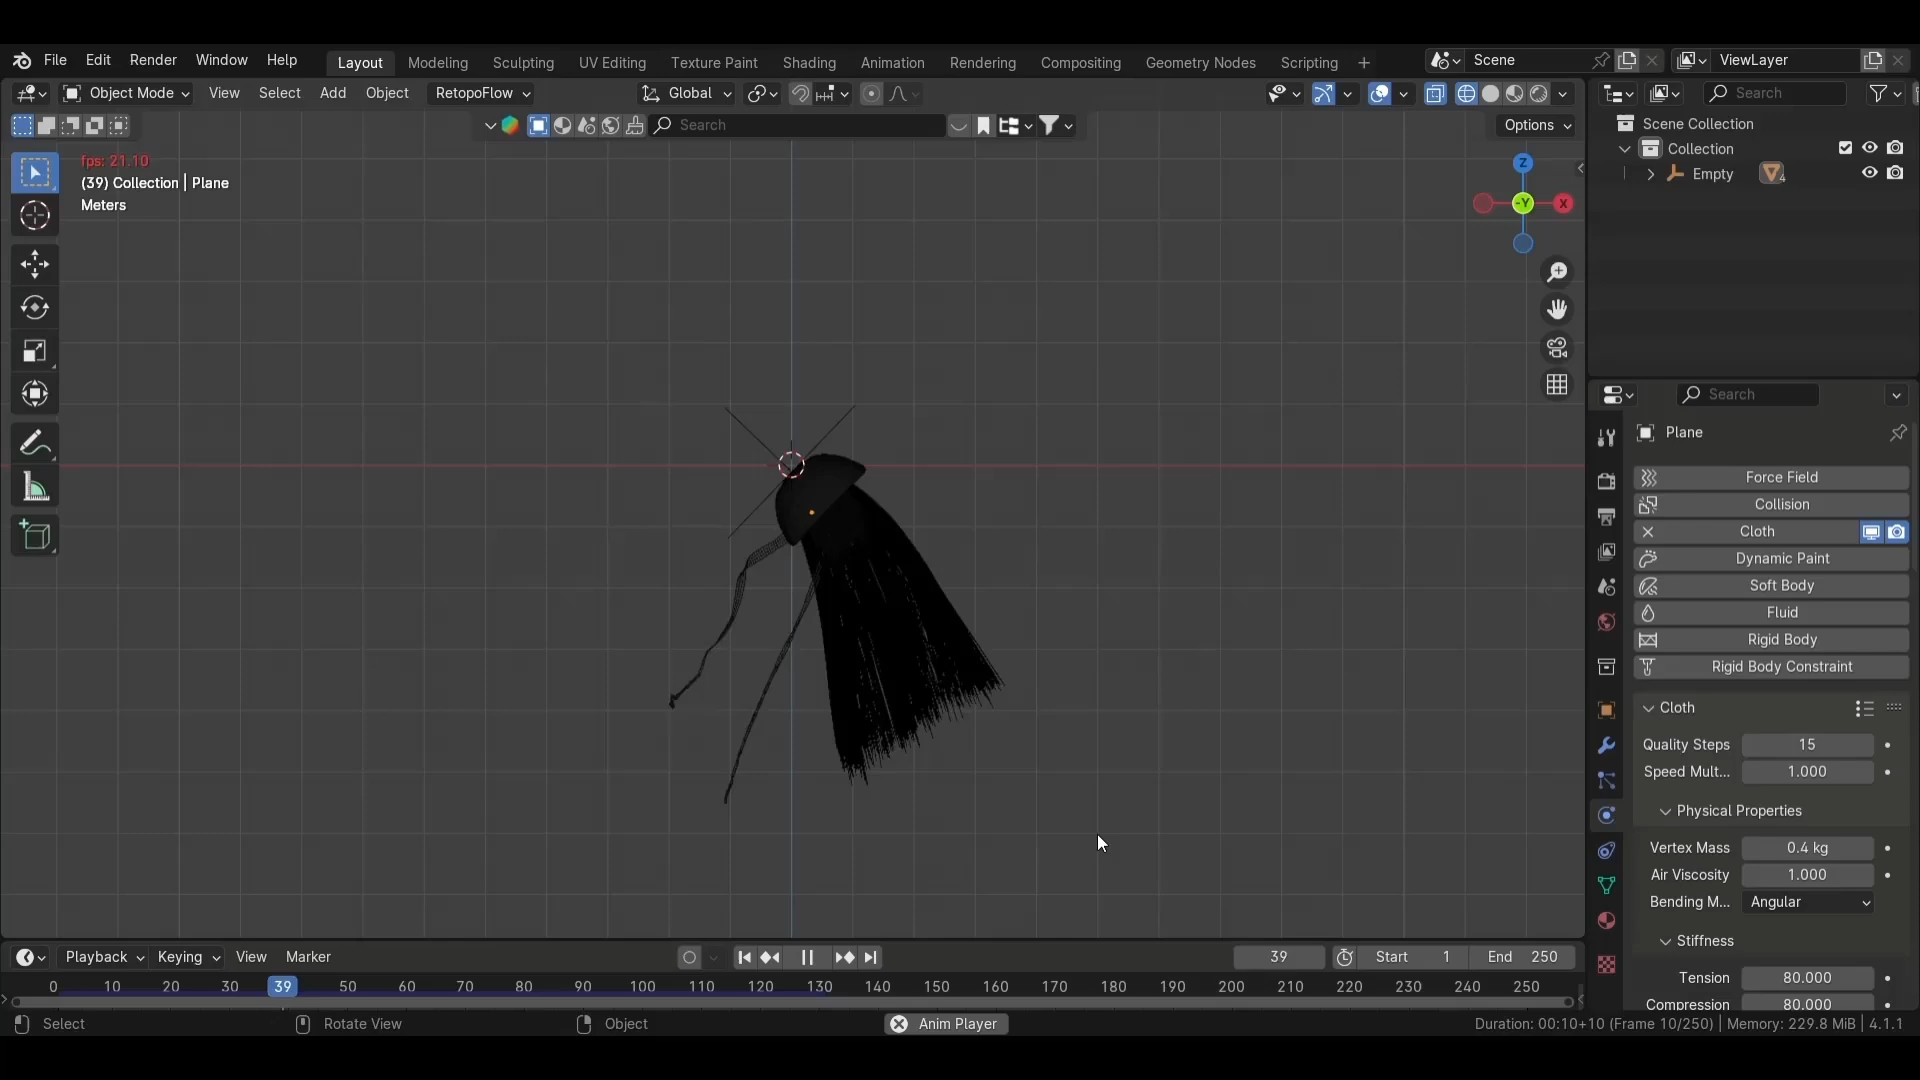 File Edit Render Window Help Layout Modeling Sculpting UV Editing Texture Paint Shading Animation Rendering Compositing Geometry Nodes Scripting + Scene ViewLayer
Object Mode View Select Add Object RetopoFlow Global Search
Search Options
fps: 21.10
(39) Collection | Plane
Meters
Z
-Y X
Scene Collection
Collection
Empty 4
Search
Plane
Force Field
Collision
Cloth
Dynamic Paint
Soft Body
Fluid
Rigid Body
Rigid Body Constraint
Cloth
Quality Steps 15
Speed Mult... 1.000
Physical Properties
Vertex Mass 0.4 kg
Air Viscosity 1.000
Bending M... Angular
Stiffness
Tension 80.000
Compression 80.000
Playback Keying View Marker 39 Start 1 End 250
0 10 20 30 39 50 60 70 80 90 100 110 120 130 140 150 160 170 180 190 200 210 220 230 240 250
Select Rotate View Object Anim Player Duration: 00:10+10 (Frame 10/250) | Memory: 229.8 MiB | 4.1.1